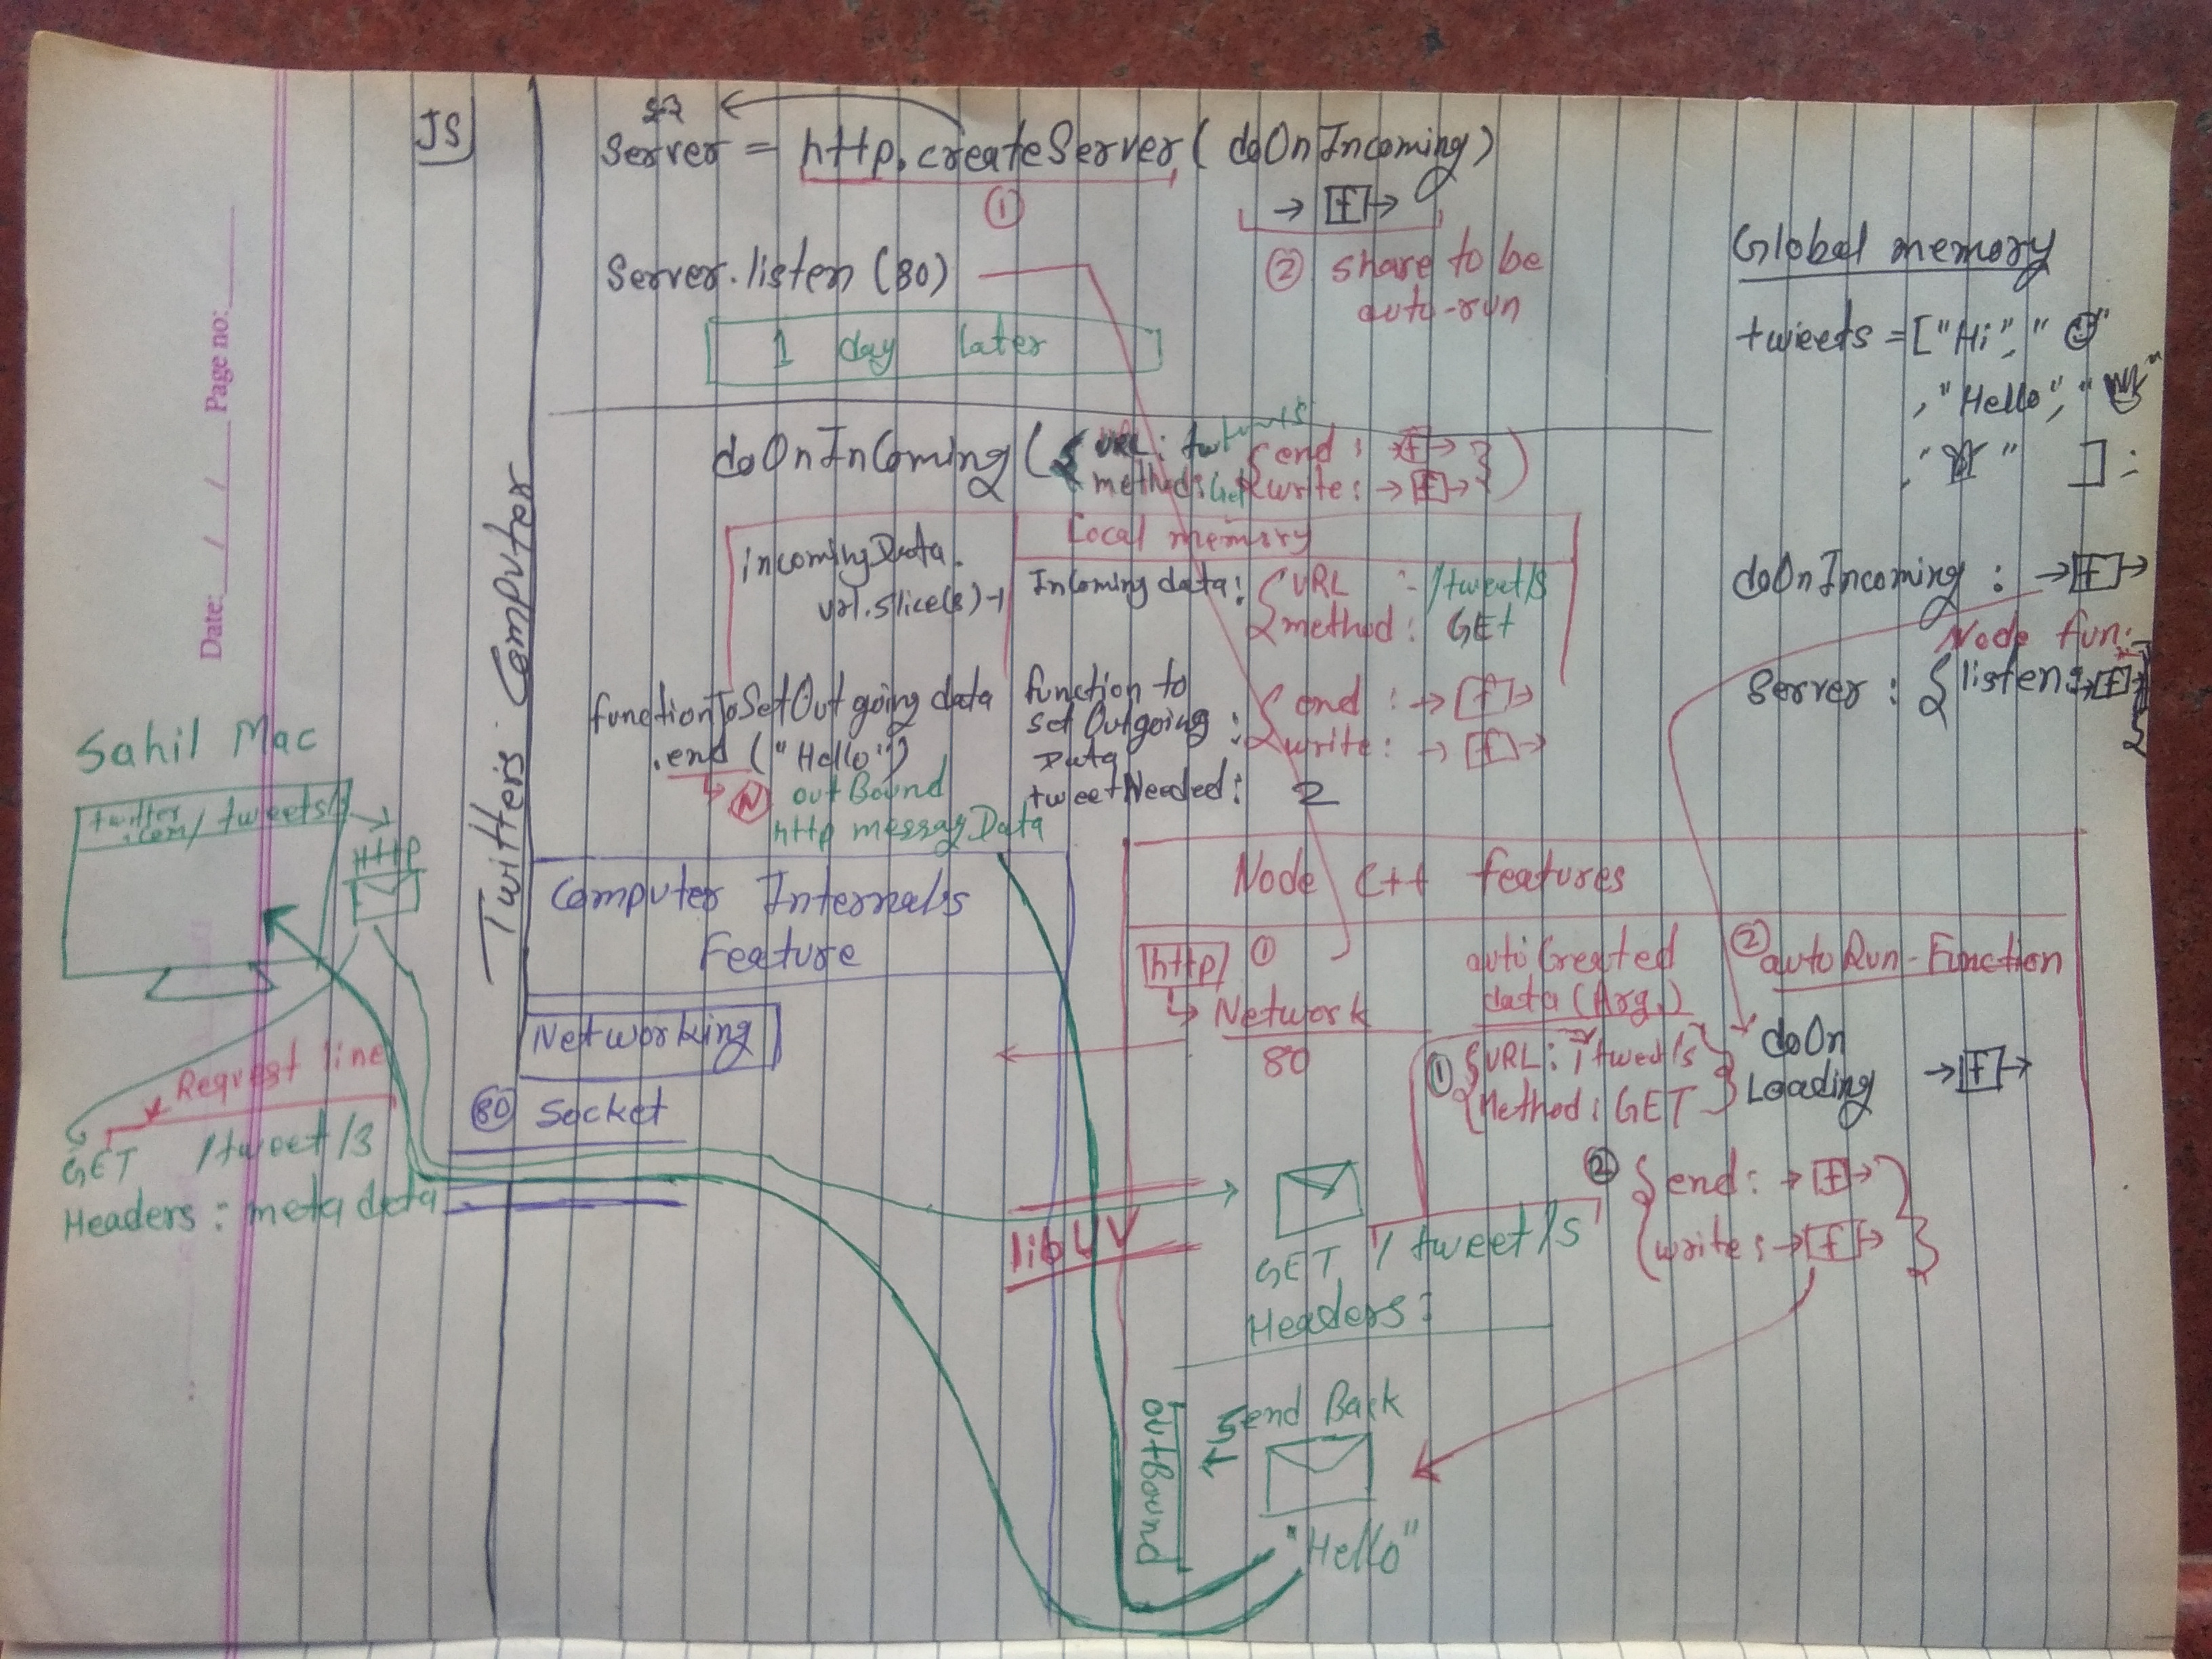 JS
Server = http.createServer( doOnIncoming)
①
→ [f] →
Server.listen (80)
② share to be
auto-run
1 day later
Global memory
tweets = ["Hi", "☺"
, "Hello", " "
, " " ] :
doOnIncoming : → [f] →
Node fun:
Server : { listen: → [f]
}
doOnInComing ( { URL : end : → [f] → }
method: Get { write : → [f] → } )
Local memory
incomingData.
url.slice(8)-1
Incoming data: { URL : /tweet/s
{ method : GEt
functionToSetOutgoing data
.end ("Hello")
↳ (N) outBound
http messag Data
function to
set Outgoing : { end : → [f] →
Data { write : → [f] →
tweetNeeded : 2
Twitters Computer
Date: / / Page no:
Sahil Mac
twitter
.com/ tweets/
Http
Computer Internals
Feature
Networking
(80) Socket
Request line
GET /tweet/3
Headers : meta data
Node C++ features
[http] ①
↳ Network
80
auto Created
data (Arg.)
① { URL : /tweet/s }
{ Method : GET }
② auto Run-Function
doOn
Loading → [f] →
② { end : → [f] → }
{ write : → [f] → }
libUV
GET /tweet/s
Headers :
Send Back
outBound
"Hello"